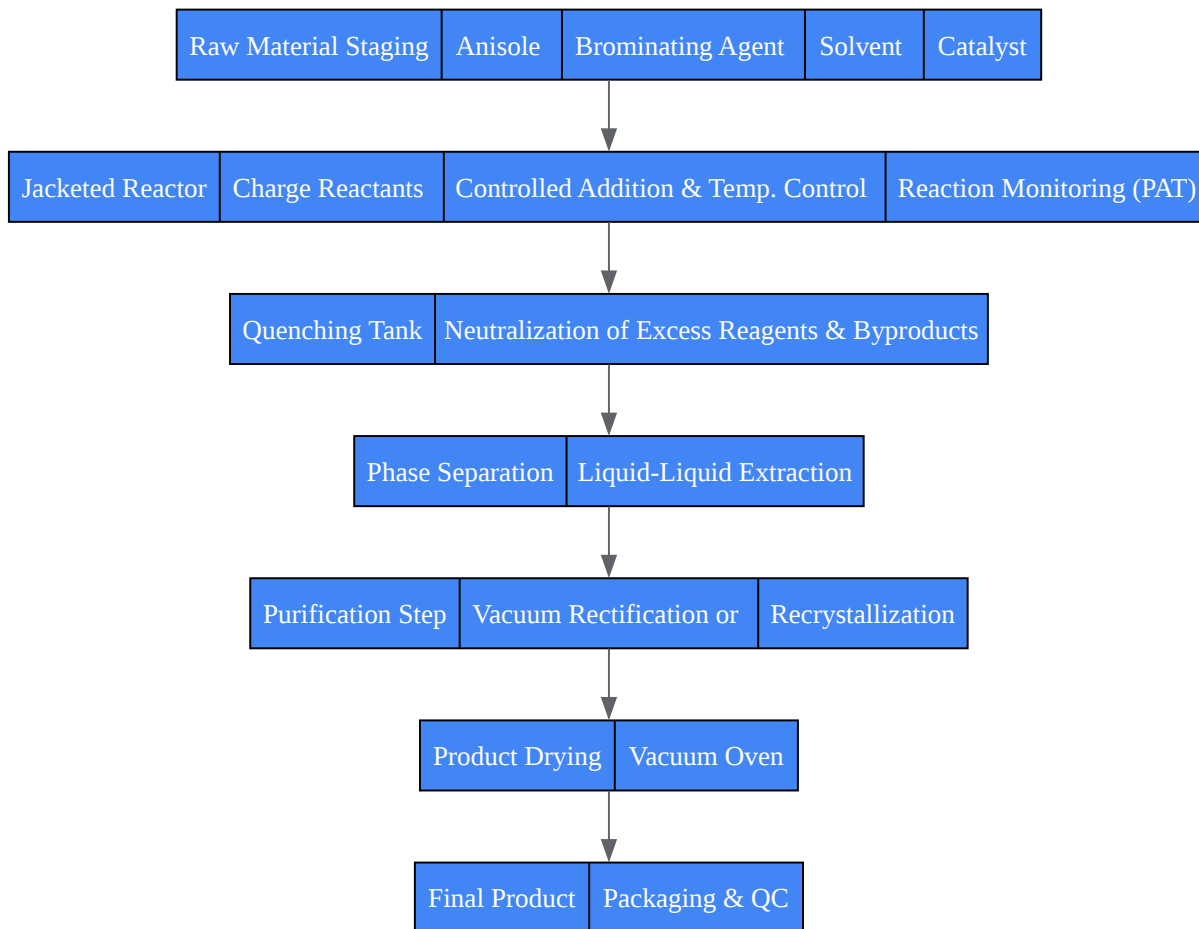 Raw Material Staging Anisole Brominating Agent Solvent Catalyst
Jacketed Reactor Charge Reactants Controlled Addition & Temp. Control Reaction Monitoring (PAT)
Quenching Tank Neutralization of Excess Reagents & Byproducts
Phase Separation Liquid-Liquid Extraction
Purification Step Vacuum Rectification or Recrystallization
Product Drying Vacuum Oven
Final Product Packaging & QC